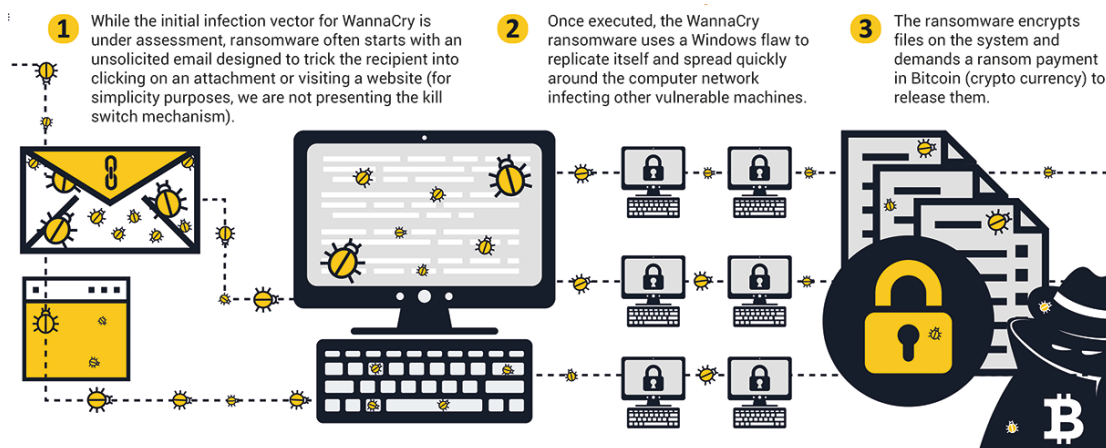 1
While the initial infection vector for WannaCry is
under assessment, ransomware often starts with an
unsolicited email designed to trick the recipient into
clicking on an attachment or visiting a website (for
simplicity purposes, we are not presenting the kill
switch mechanism).
2
Once executed, the WannaCry
ransomware uses a Windows flaw to
replicate itself and spread quickly
around the computer network
infecting other vulnerable machines.
3
The ransomware encrypts
files on the system and
demands a ransom payment
in Bitcoin (crypto currency) to
release them.